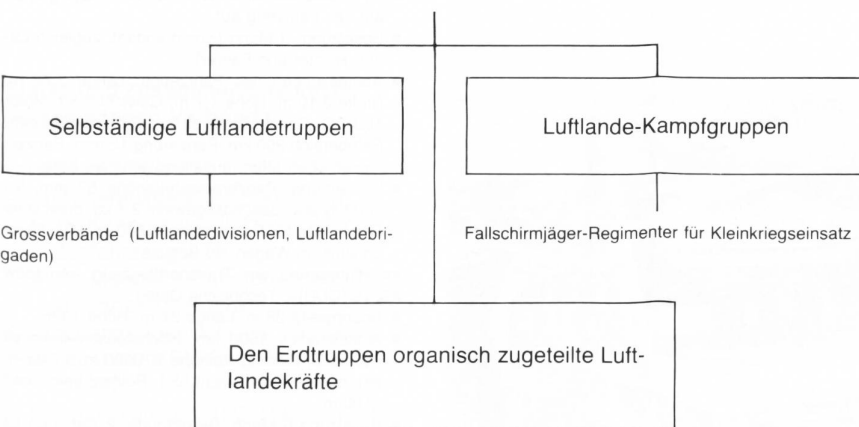 Selbständige Luftlandetruppen
Luftlande-Kampfgruppen
Grossverbände (Luftlandedivisionen, Luftlandebri-
gaden)
Fallschirmjäger-Regimenter für Kleinkriegseinsatz
Den Erdtruppen organisch zugeteilte Luft-
landekräfte